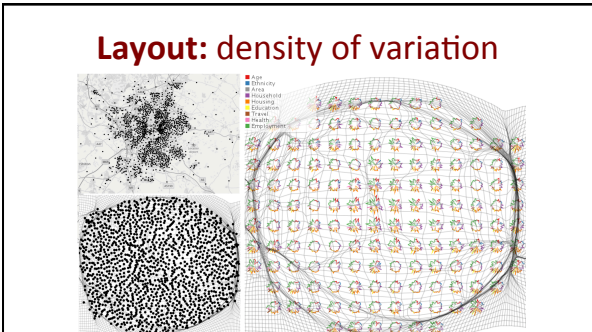 Layout: density of variation
Age
Ethnicity
Area
Household
Housing
Education
Travel
Health
Employment